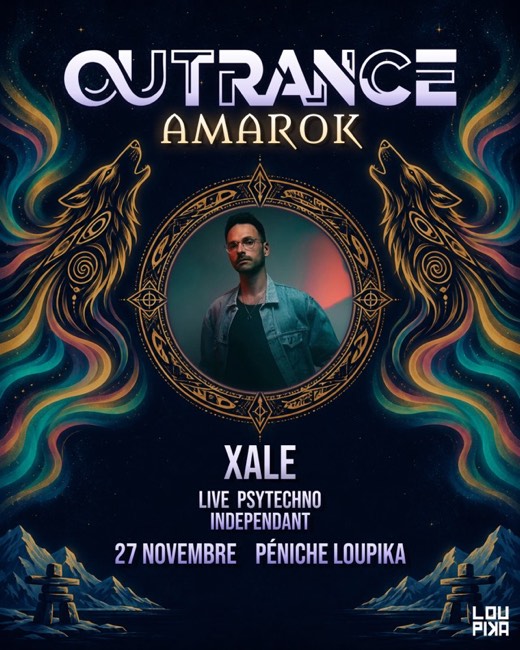 OUTRANCE
AMAROK
XALE
LIVE PSYTECHNO
INDEPENDANT
27 NOVEMBRE PÉNICHE LOUPIKA
LOU
PIKA